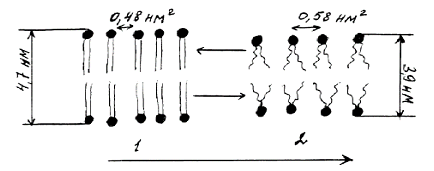 0,48 нм²
0,58 нм²
4,7 нм
3,9 нм
1
2